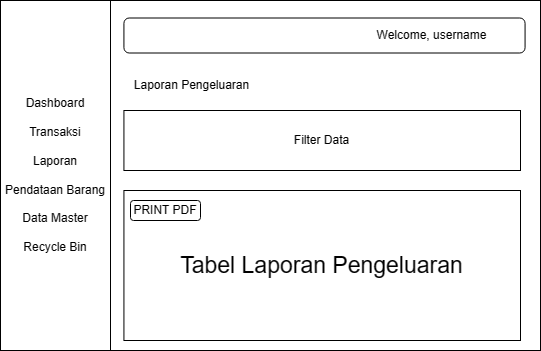 Welcome, username
Laporan Pengeluaran
Dashboard
Transaksi
Laporan
Pendataan Barang
Data Master
Recycle Bin
Filter Data
PRINT PDF
Tabel Laporan Pengeluaran